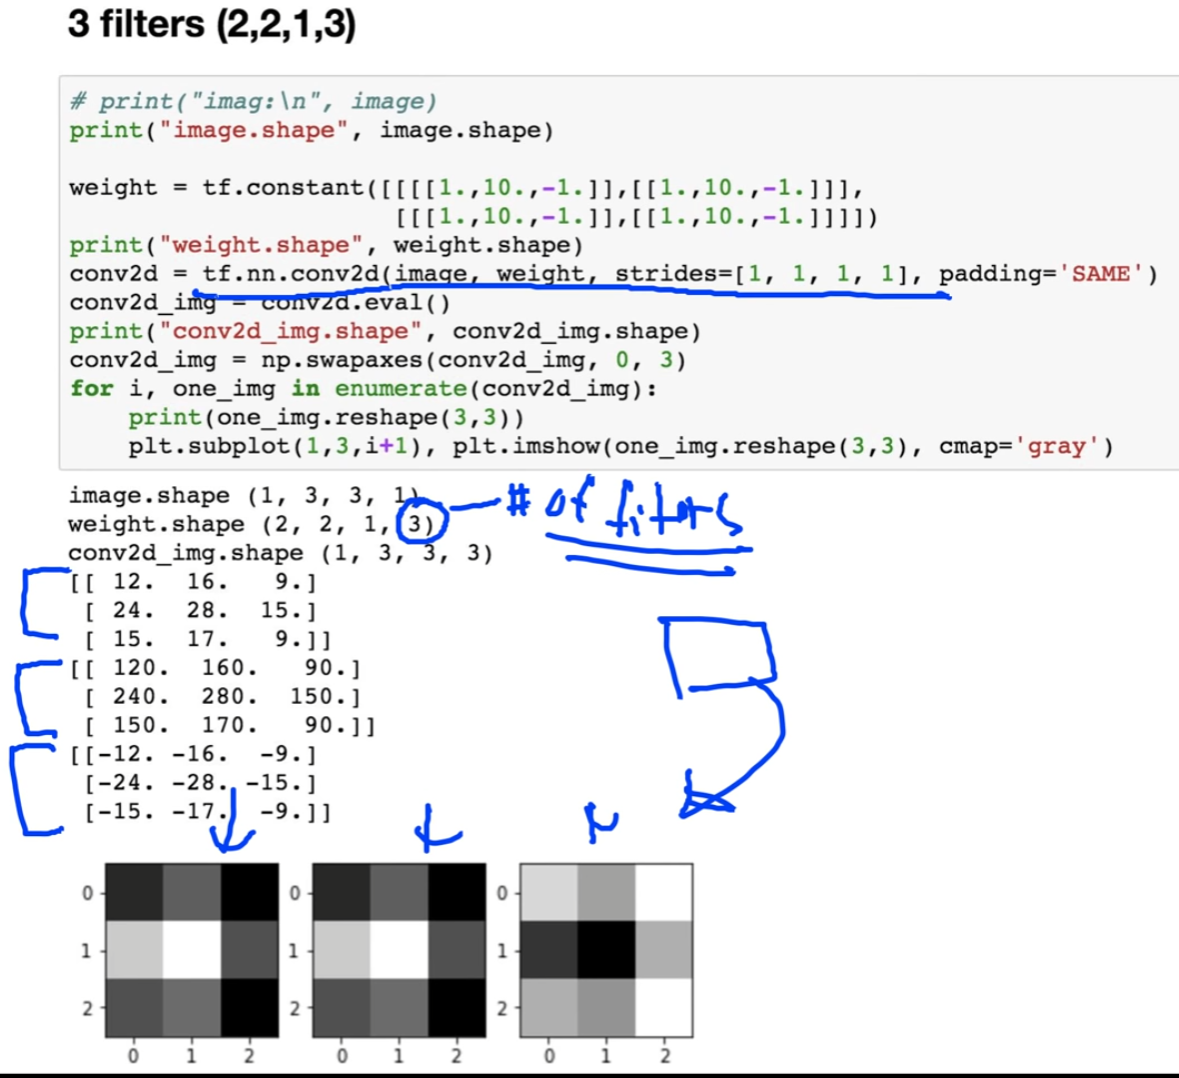 3 filters (2,2,1,3)
# print("imag:\n", image)
print("image.shape", image.shape)
weight = tf.constant([[[[1.,10.,-1.]],[[1.,10.,-1.]]],
[[[1.,10.,-1.]],[[1.,10.,-1.]]]])
print("weight.shape", weight.shape)
conv2d = tf.nn.conv2d(image, weight, strides=[1, 1, 1, 1], padding='SAME')
conv2d_img = conv2d.eval()
print("conv2d_img.shape", conv2d_img.shape)
conv2d_img = np.swapaxes(conv2d_img, 0, 3)
for i, one_img in enumerate(conv2d_img):
    print(one_img.reshape(3,3))
    plt.subplot(1,3,i+1), plt.imshow(one_img.reshape(3,3), cmap='gray')
image.shape (1, 3, 3, 1)
# of filters
weight.shape (2, 2, 1, 3)
conv2d_img.shape (1, 3, 3, 3)
[[ 12. 16. 9.]
[ 24. 28. 15.]
[ 15. 17. 9.]]
[[ 120. 160. 90.]
[ 240. 280. 150.]
[ 150. 170. 90.]]
[[-12. -16. -9.]
[-24. -28. -15.]
[-15. -17. -9.]]
0 0 0
1 1 1
2 2 2
0 1 2 0 1 2 0 1 2